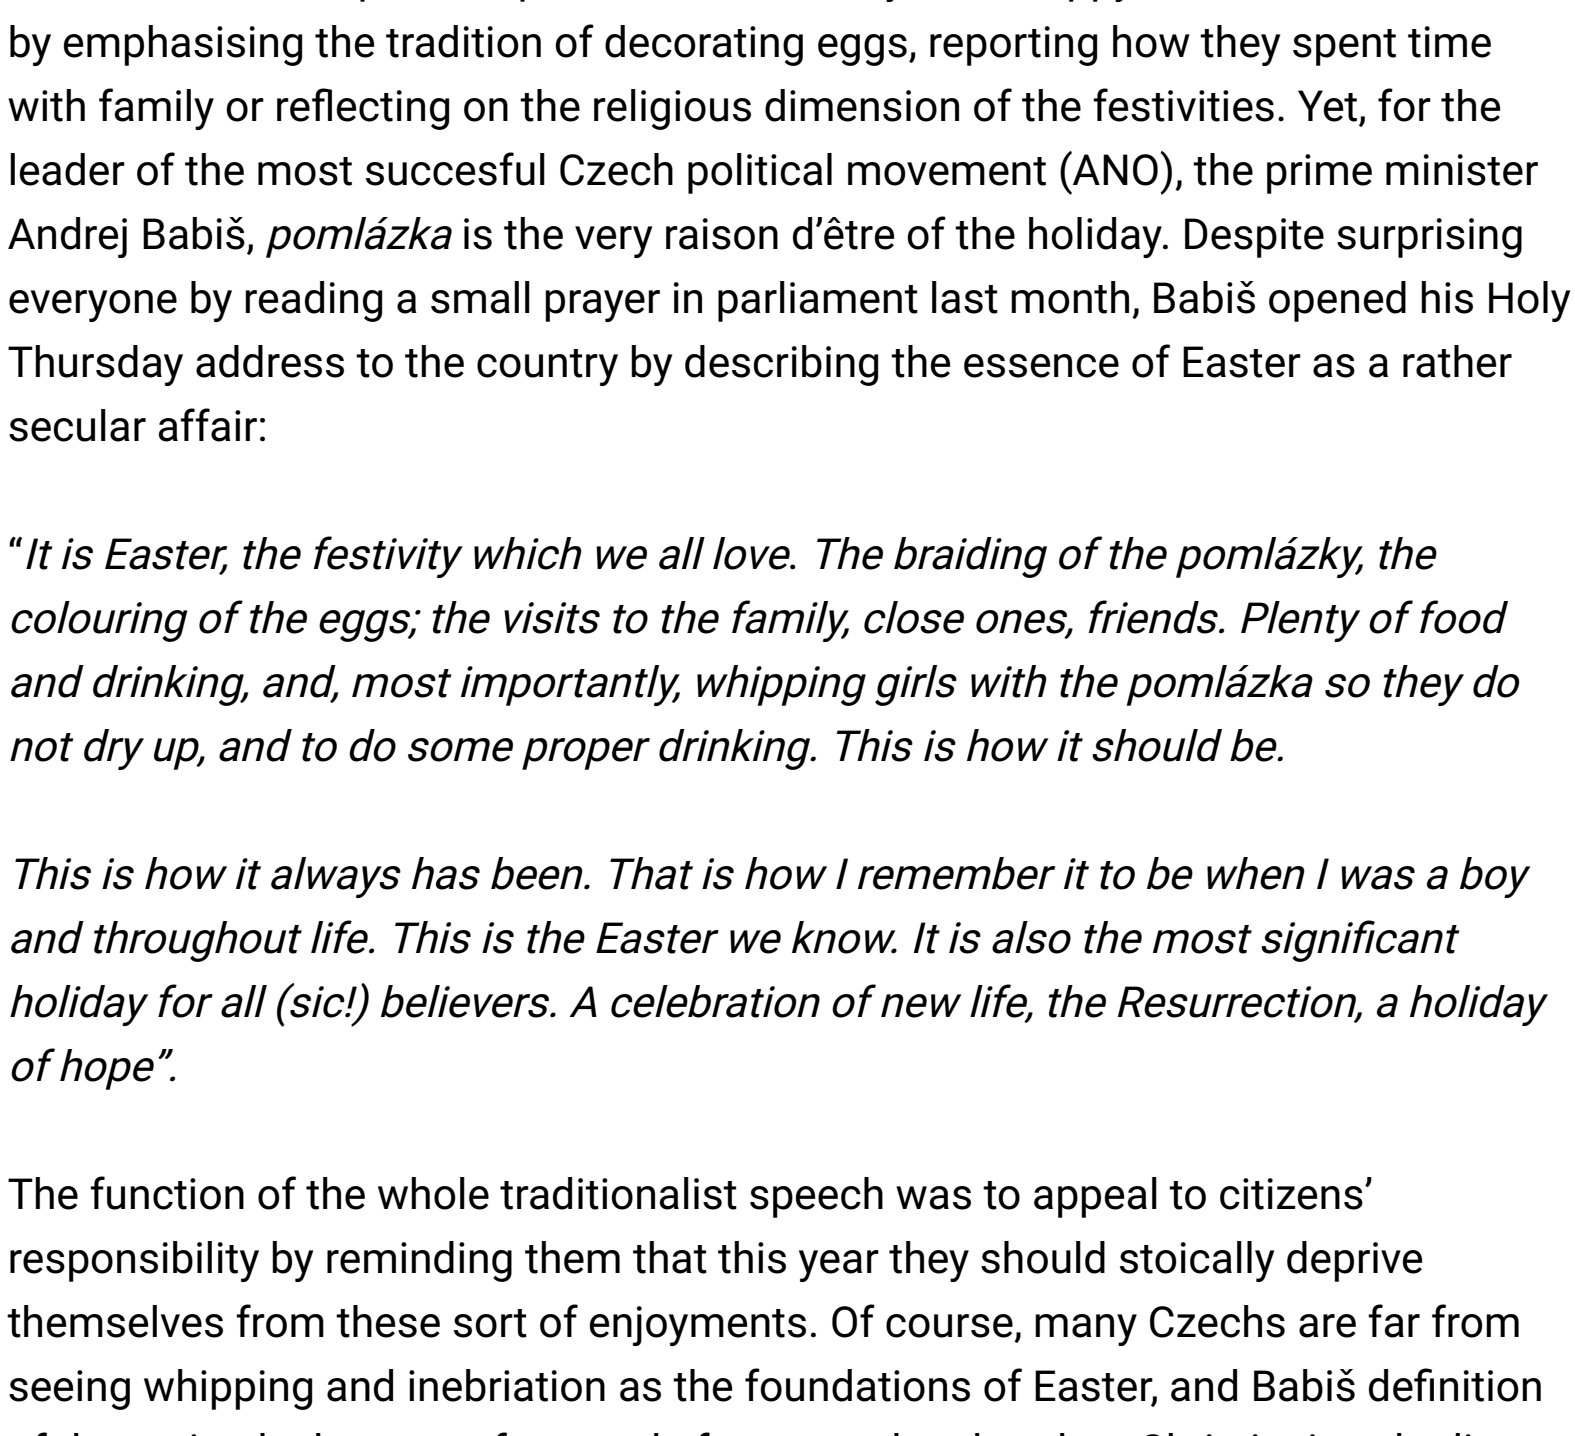 by emphasising the tradition of decorating eggs, reporting how they spent time
with family or reflecting on the religious dimension of the festivities. Yet, for the
leader of the most succesful Czech political movement (ANO), the prime minister
Andrej Babiš, pomlázka is the very raison d’être of the holiday. Despite surprising
everyone by reading a small prayer in parliament last month, Babiš opened his Holy
Thursday address to the country by describing the essence of Easter as a rather
secular affair:
“It is Easter, the festivity which we all love. The braiding of the pomlázky, the
colouring of the eggs; the visits to the family, close ones, friends. Plenty of food
and drinking, and, most importantly, whipping girls with the pomlázka so they do
not dry up, and to do some proper drinking. This is how it should be.
This is how it always has been. That is how I remember it to be when I was a boy
and throughout life. This is the Easter we know. It is also the most significant
holiday for all (sic!) believers. A celebration of new life, the Resurrection, a holiday
of hope”.
The function of the whole traditionalist speech was to appeal to citizens’
responsibility by reminding them that this year they should stoically deprive
themselves from these sort of enjoyments. Of course, many Czechs are far from
seeing whipping and inebriation as the foundations of Easter, and Babiš definition